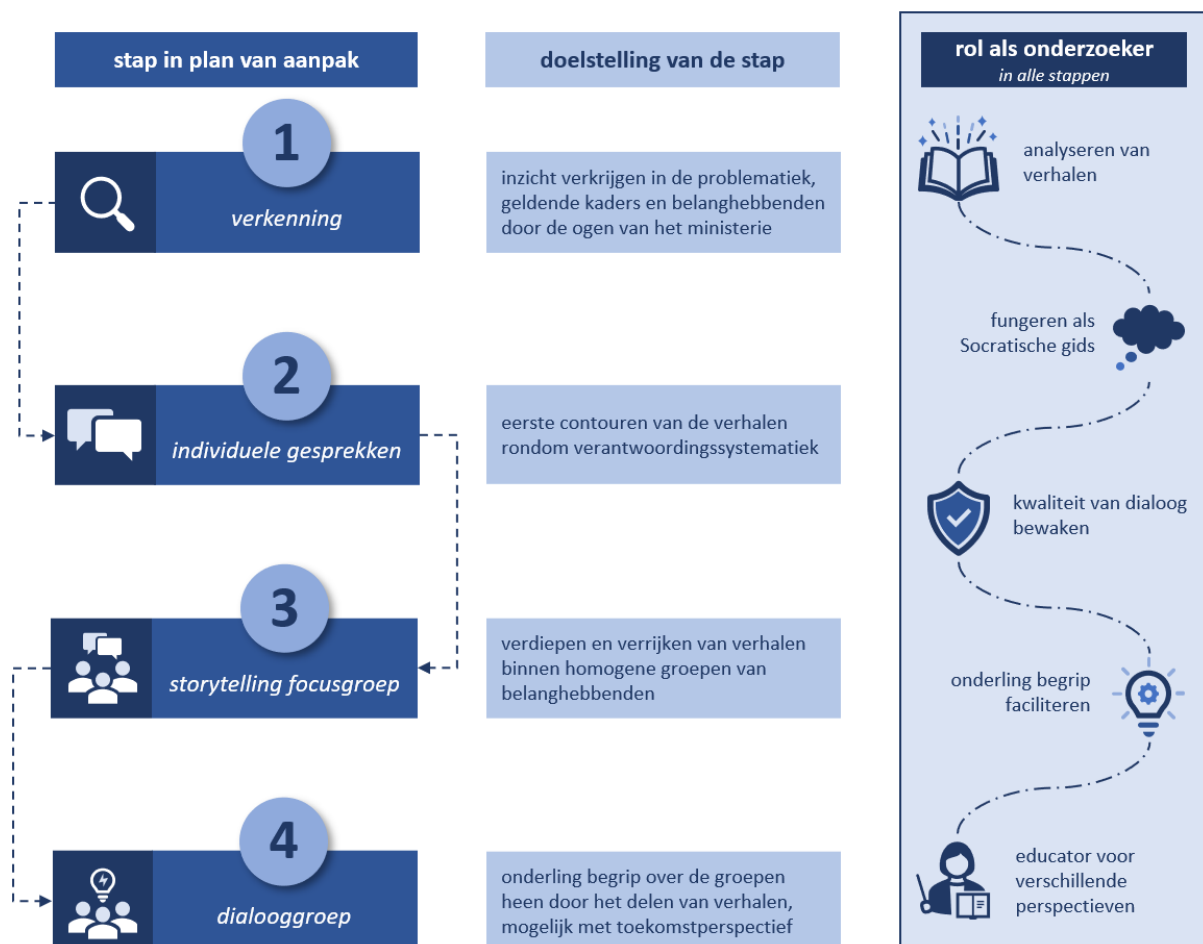 stap in plan van aanpak
doelstelling van de stap
1
verkenning
inzicht verkrijgen in de problematiek,
geldende kaders en belanghebbenden
door de ogen van het ministerie
2
individuele gesprekken
eerste contouren van de verhalen
rondom verantwoordingssystematiek
3
storytelling focusgroep
verdiepen en verrijken van verhalen
binnen homogene groepen van
belanghebbenden
4
dialooggroep
onderling begrip over de groepen
heen door het delen van verhalen,
mogelijk met toekomstperspectief
rol als onderzoeker
in alle stappen
analyseren van
verhalen
fungeren als
Socratische gids
kwaliteit van dialoog
bewaken
onderling begrip
faciliteren
educator voor
verschillende
perspectieven